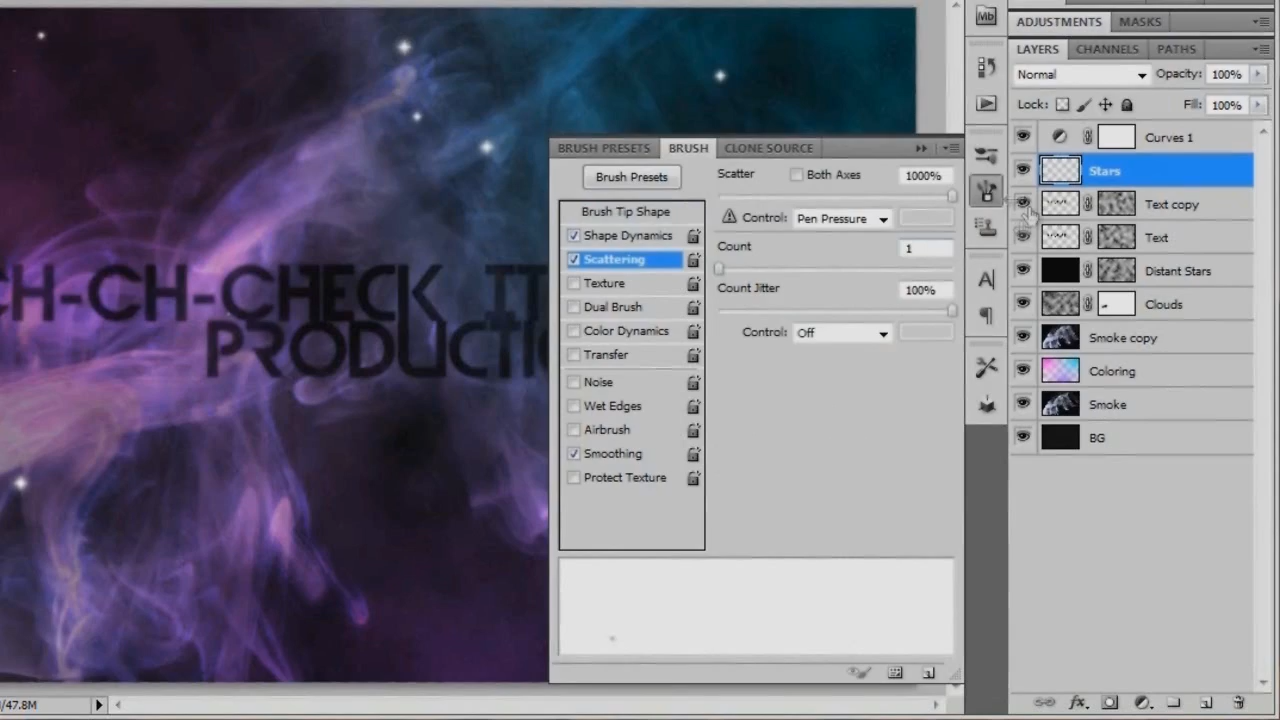 Mb
ADJUSTMENTS MASKS
LAYERS CHANNELS PATHS
Normal Opacity: 100%
Lock: Fill: 100%
Curves 1
Stars
Text copy
Text
Distant Stars
Clouds
Smoke copy
Coloring
Smoke
BG
BRUSH PRESETS BRUSH CLONE SOURCE
Brush Presets
Brush Tip Shape
Shape Dynamics
Scattering
Texture
Dual Brush
Color Dynamics
Transfer
Noise
Wet Edges
Airbrush
Smoothing
Protect Texture
Scatter Both Axes 1000%
Control: Pen Pressure
Count 1
Count Jitter 100%
Control: Off
CH-CH-CHECK IT
PRODUCTIO
/47.8M
A
fx